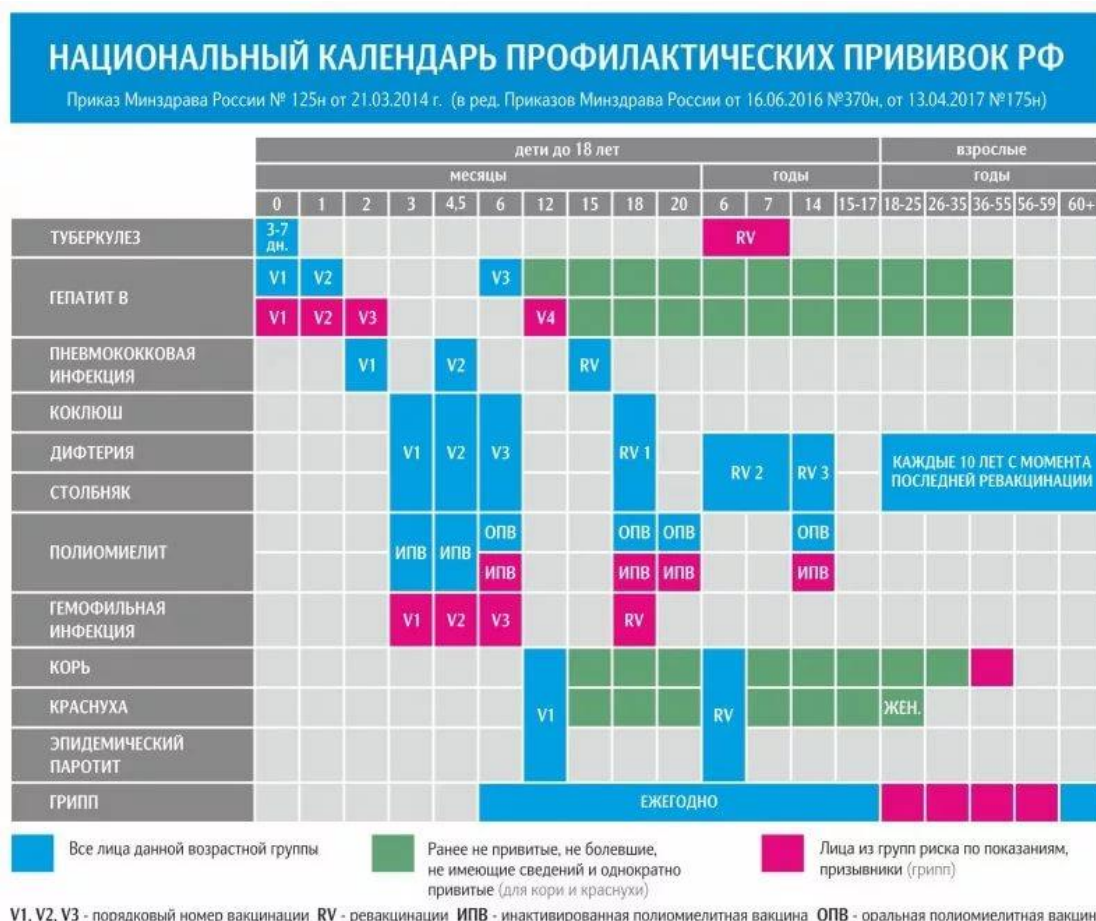 НАЦИОНАЛЬНЫЙ КАЛЕНДАРЬ ПРОФИЛАКТИЧЕСКИХ ПРИВИВОК РФ
Приказ Минздрава России № 125н от 21.03.2014 г. (в ред. Приказов Минздрава России от 16.06.2016 №370н, от 13.04.2017 №175н)
дети до 18 лет взрослые
месяцы годы годы
0 1 2 3 4,5 6 12 15 18 20 6 7 14 15-17 18-25 26-35 36-55 56-59 60+
ТУБЕРКУЛЕЗ 3-7 RV
дн.
V1 V2 V3
ГЕПАТИТ В
V1 V2 V3 V4
ПНЕВМОКОККОВАЯ V1 V2 RV
ИНФЕКЦИЯ
КОКЛЮШ
ДИФТЕРИЯ V1 V2 V3 RV 1 RV 2 RV 3 КАЖДЫЕ 10 ЛЕТ С МОМЕНТА
СТОЛБНЯК ПОСЛЕДНЕЙ РЕВАКЦИНАЦИИ
ОПВ ОПВ ОПВ ОПВ
ПОЛИОМИЕЛИТ ИПВ ИПВ
ИПВ ИПВ ИПВ ИПВ
ГЕМОФИЛЬНАЯ V1 V2 V3 RV
ИНФЕКЦИЯ
КОРЬ
КРАСНУХА V1 RV ЖЕН.
ЭПИДЕМИЧЕСКИЙ
ПАРОТИТ
ГРИПП ЕЖЕГОДНО
Все лица данной возрастной группы
Ранее не привитые, не болевшие,
не имеющие сведений и однократно
привитые (для кори и краснухи)
Лица из групп риска по показаниям,
призывники (грипп)
V1, V2, V3 - порядковый номер вакцинации RV - ревакцинации ИПВ - инактивированная полиомиелитная вакцина ОПВ - оральная полиомиелитная вакцин